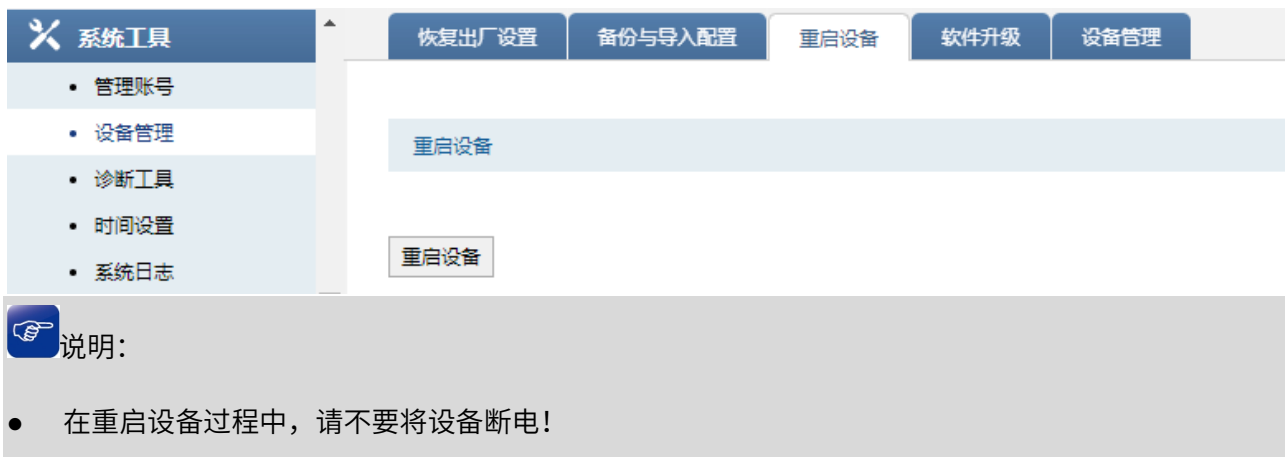 系统工具
恢复出厂设置 备份与导入配置 重启设备 软件升级 设备管理
• 管理账号
• 设备管理
重启设备
• 诊断工具
• 时间设置
重启设备
• 系统日志
说明：
● 在重启设备过程中，请不要将设备断电！